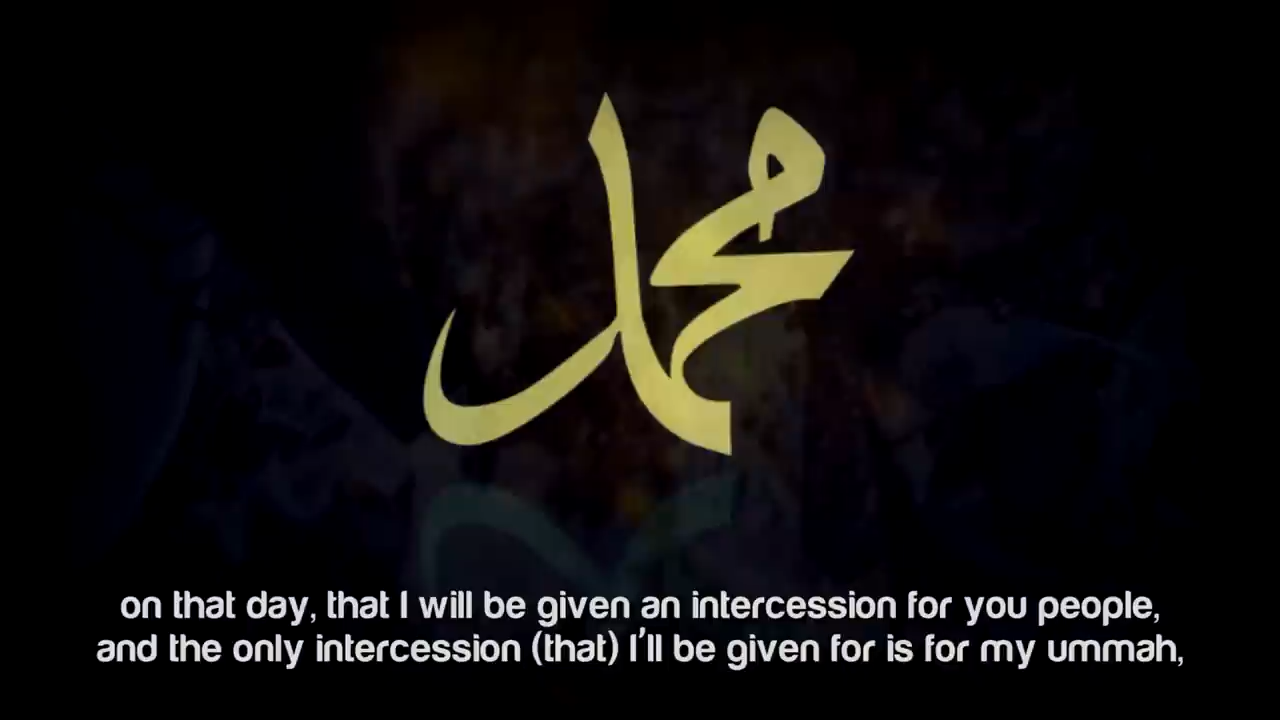 محمد
on that day, that I will be given an intercession for you people,
and the only intercession (that) I'll be given for is for my ummah,